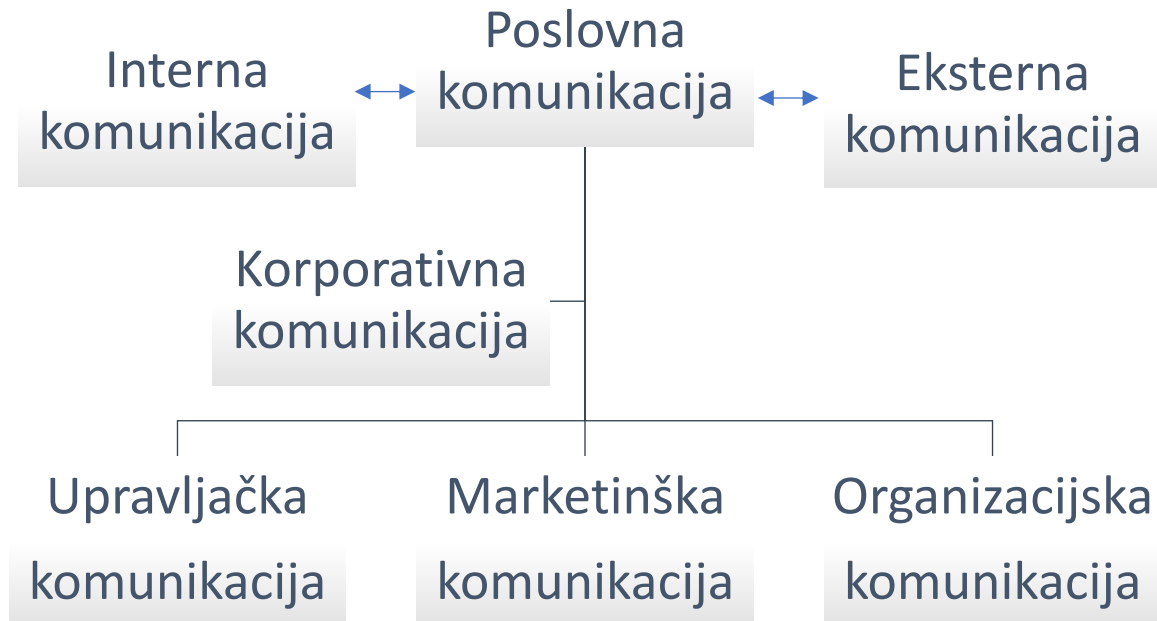 Interna
komunikacija
Poslovna
komunikacija
Eksterna
komunikacija
Korporativna
komunikacija
Upravljačka
komunikacija
Marketinška
komunikacija
Organizacijska
komunikacija